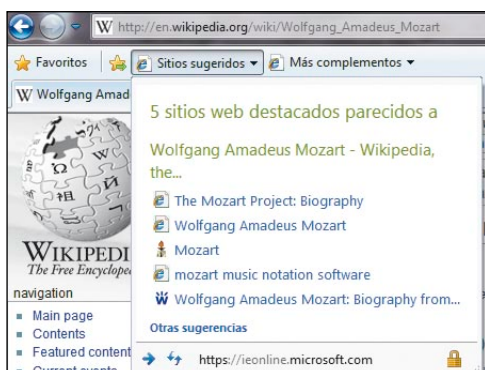 http://en.wikipedia.org/wiki/Wolfgang_Amadeus_Mozart
Favoritos Sitios sugeridos Más complementos
W Wolfgang Amad
5 sitios web destacados parecidos a
Wolfgang Amadeus Mozart - Wikipedia,
the...
The Mozart Project: Biography
Wolfgang Amadeus Mozart
Mozart
mozart music notation software
Wolfgang Amadeus Mozart: Biography from...
Otras sugerencias
https://ieonline.microsoft.com
WIKIPEDI
The Free Encyclope
navigation
Main page
Contents
Featured content
Current events